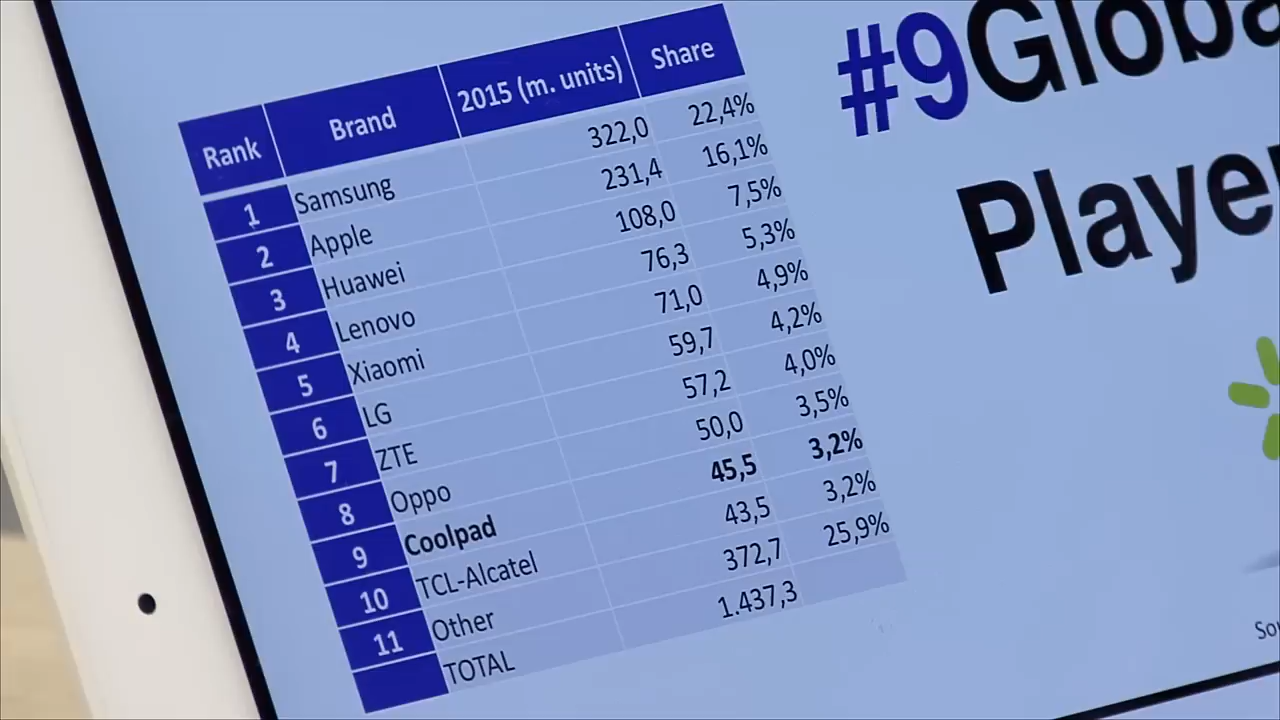 Rank Brand 2015 (m. units) Share
1 Samsung 322,0 22,4%
2 Apple 231,4 16,1%
3 Huawei 108,0 7,5%
4 Lenovo 76,3 5,3%
5 Xiaomi 71,0 4,9%
6 LG 59,7 4,2%
7 ZTE 57,2 4,0%
8 Oppo 50,0 3,5%
9 Coolpad 45,5 3,2%
10 TCL-Alcatel 43,5 3,2%
11 Other 372,7 25,9%
TOTAL 1.437,3
#9Globa
Player